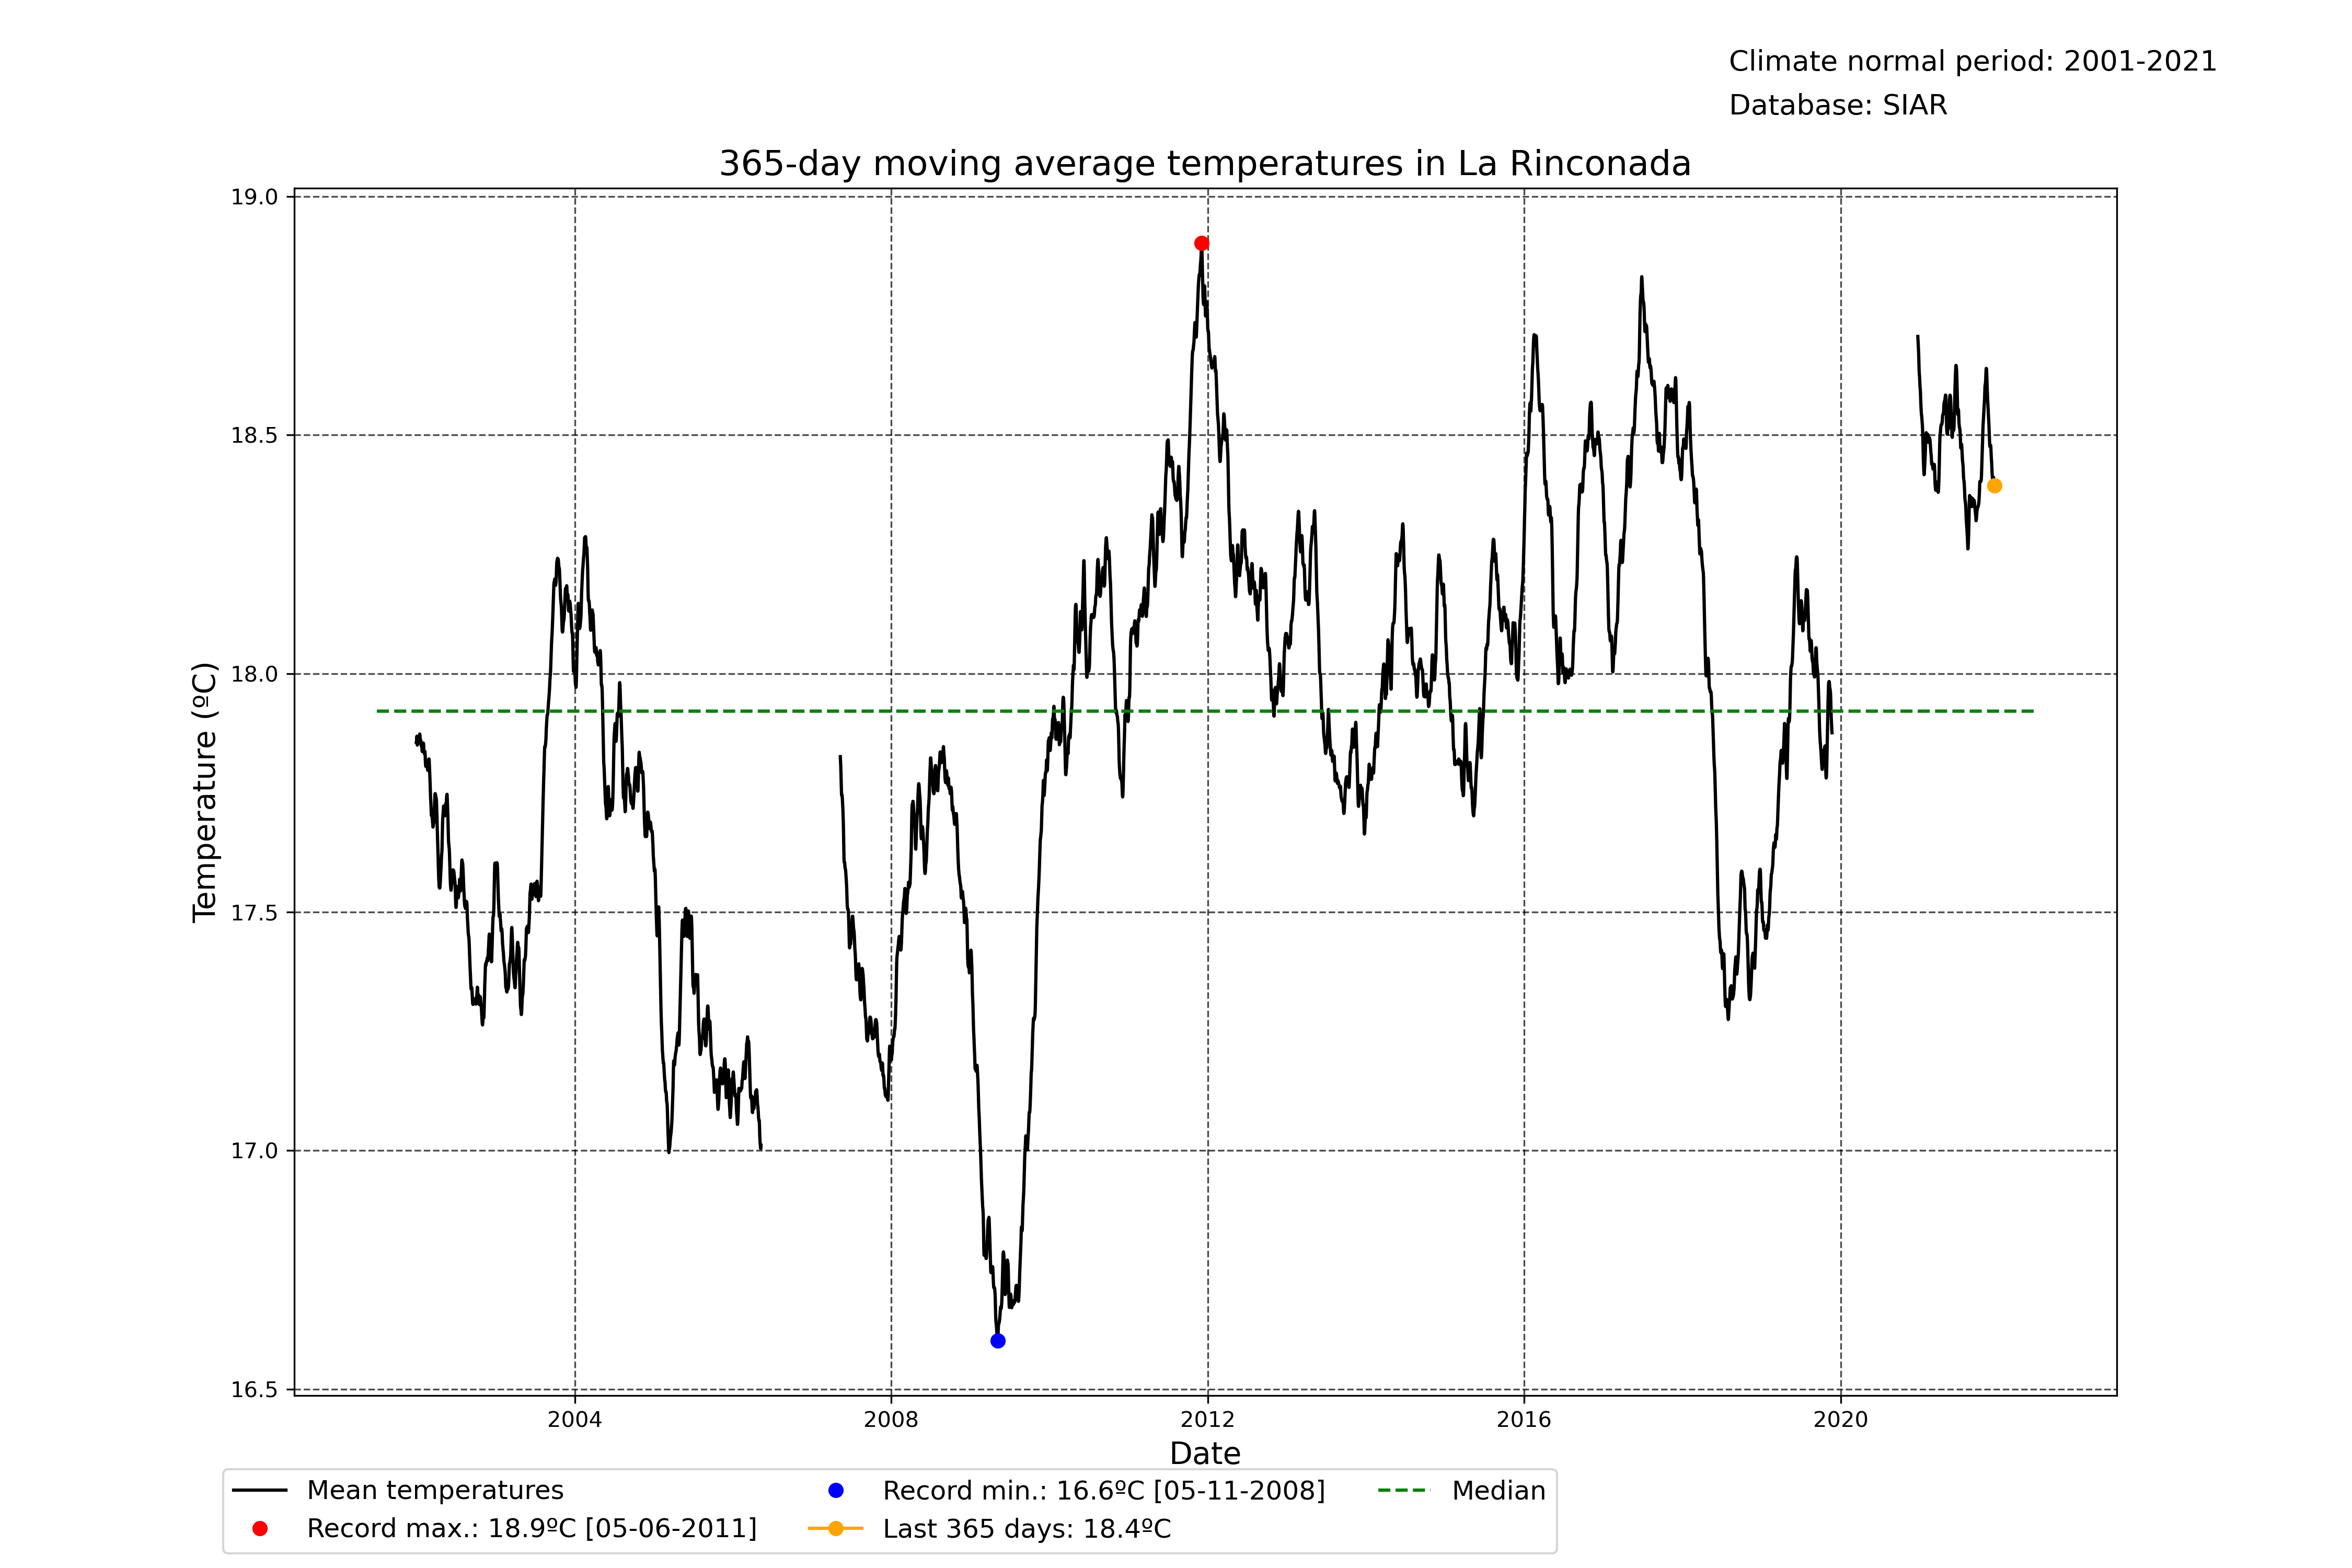 Climate normal period: 2001-2021
Database: SIAR
365-day moving average temperatures in La Rinconada
Temperature (ºC)
19.0
18.5
18.0
17.5
17.0
16.5
2004
2008
2012
2016
2020
Date
Mean temperatures
Record max.: 18.9ºC [05-06-2011]
Record min.: 16.6ºC [05-11-2008]
Last 365 days: 18.4ºC
Median